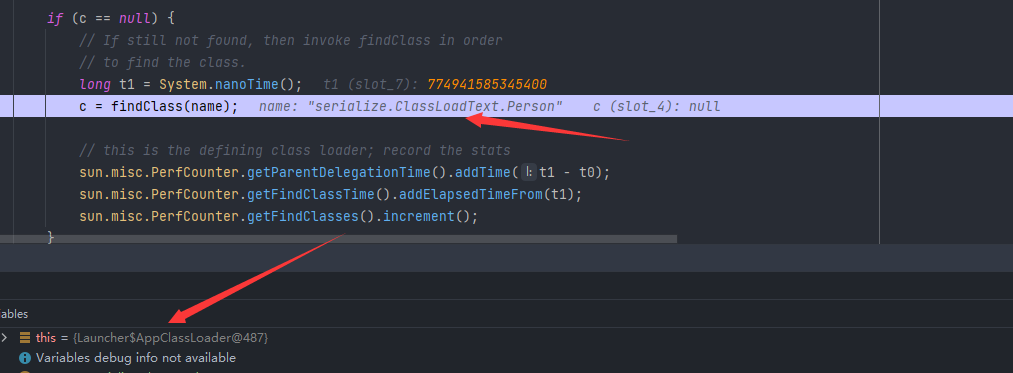 if (c == null) {
// If still not found, then invoke findClass in order
// to find the class.
long t1 = System.nanoTime(); t1 (slot_7): 774941585345400
c = findClass(name); name: "serialize.ClassLoadText.Person" c (slot_4): null
// this is the defining class loader; record the stats
sun.misc.PerfCounter.getParentDelegationTime().addTime( l: t1 - t0);
sun.misc.PerfCounter.getFindClassTime().addElapsedTimeFrom(t1);
sun.misc.PerfCounter.getFindClasses().increment();
}
ables
this = {Launcher$AppClassLoader@487}
Variables debug info not available